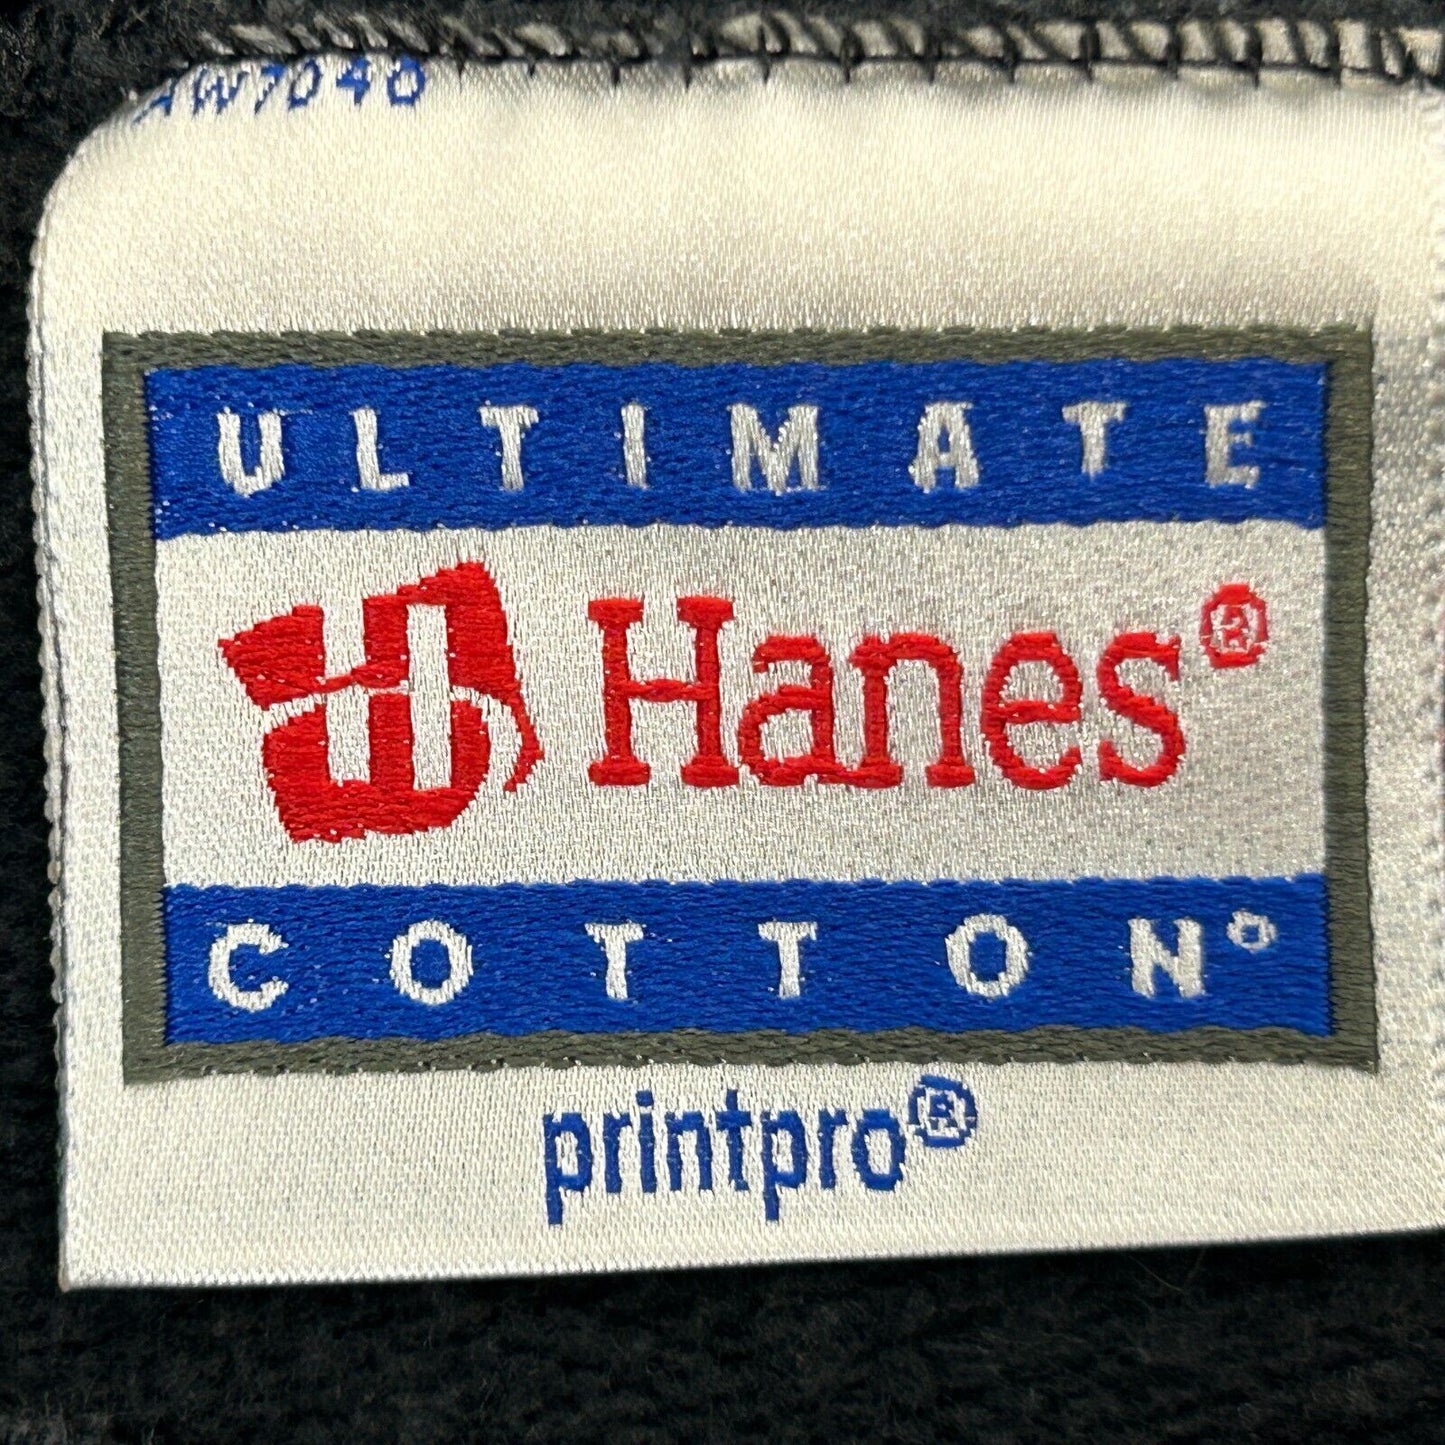 AW7040
ULTIMATE
Hanes®
COTTON°
printpro®